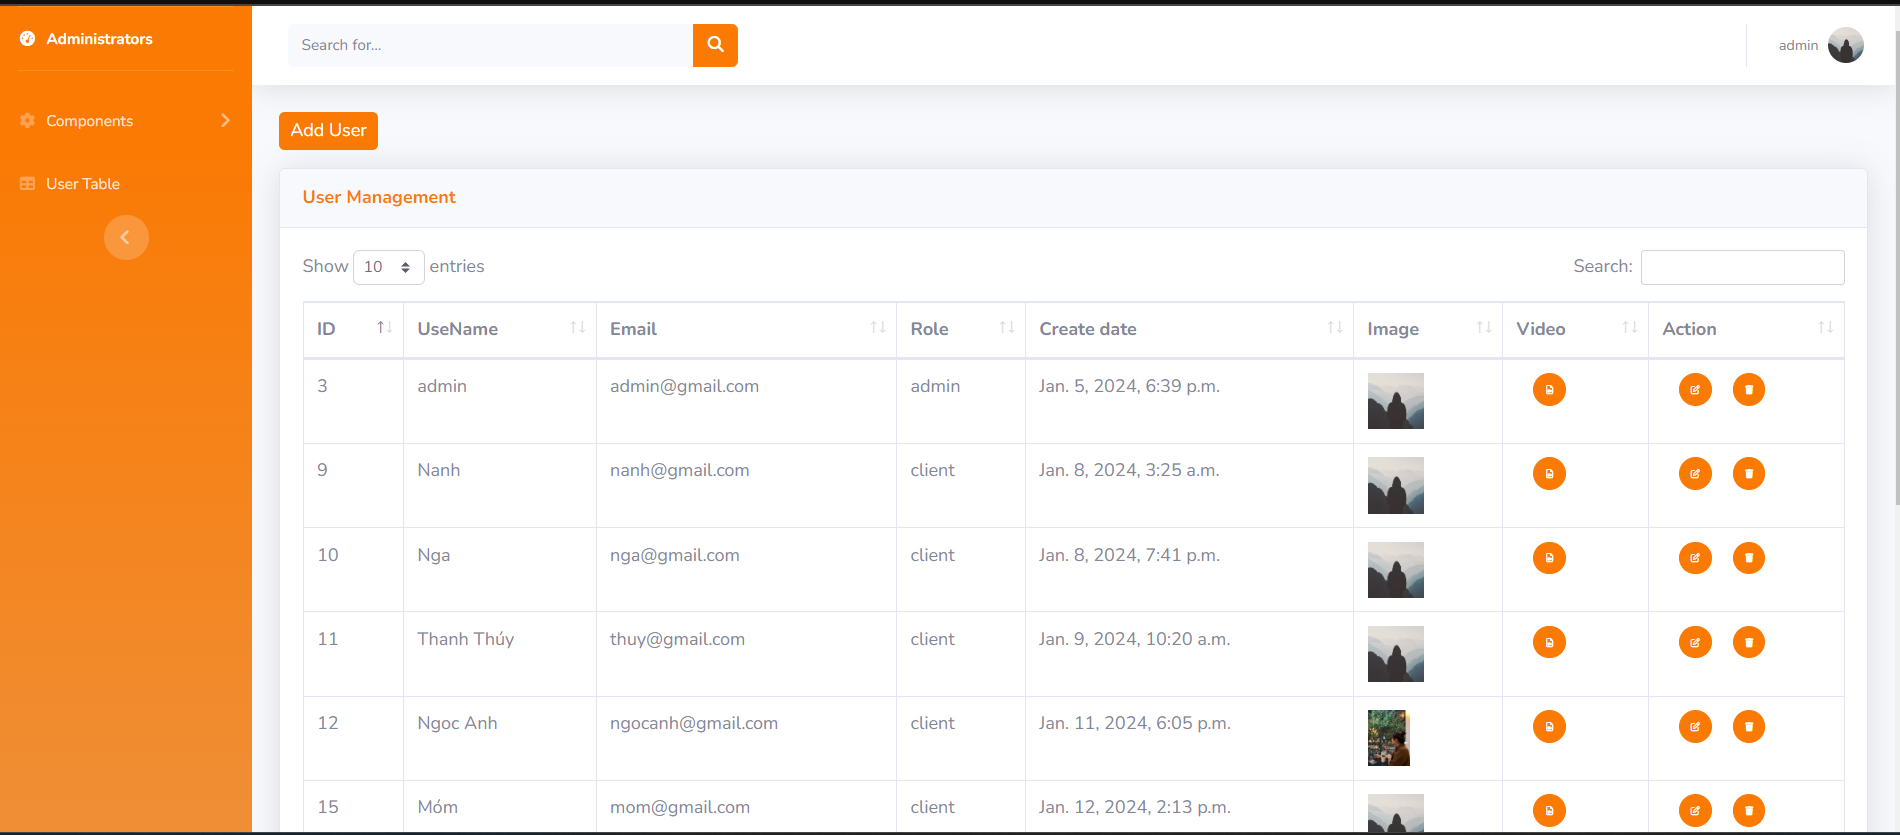 Administrators
Search for...
admin
Components
Add User
User Table
User Management
Show 10 entries
Search:
ID UseName Email Role Create date Image Video Action
3 admin admin@gmail.com admin Jan. 5, 2024, 6:39 p.m.
9 Nanh nanh@gmail.com client Jan. 8, 2024, 3:25 a.m.
10 Nga nga@gmail.com client Jan. 8, 2024, 7:41 p.m.
11 Thanh Thúy thuy@gmail.com client Jan. 9, 2024, 10:20 a.m.
12 Ngoc Anh ngocanh@gmail.com client Jan. 11, 2024, 6:05 p.m.
15 Móm mom@gmail.com client Jan. 12, 2024, 2:13 p.m.